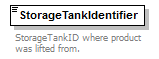 StorageTankIdentifier
StorageTankID where product
was lifted from.